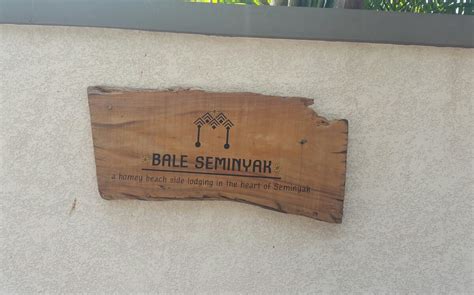 BALE SEMINYAK
a homey beach side lodging in the heart of Seminyak